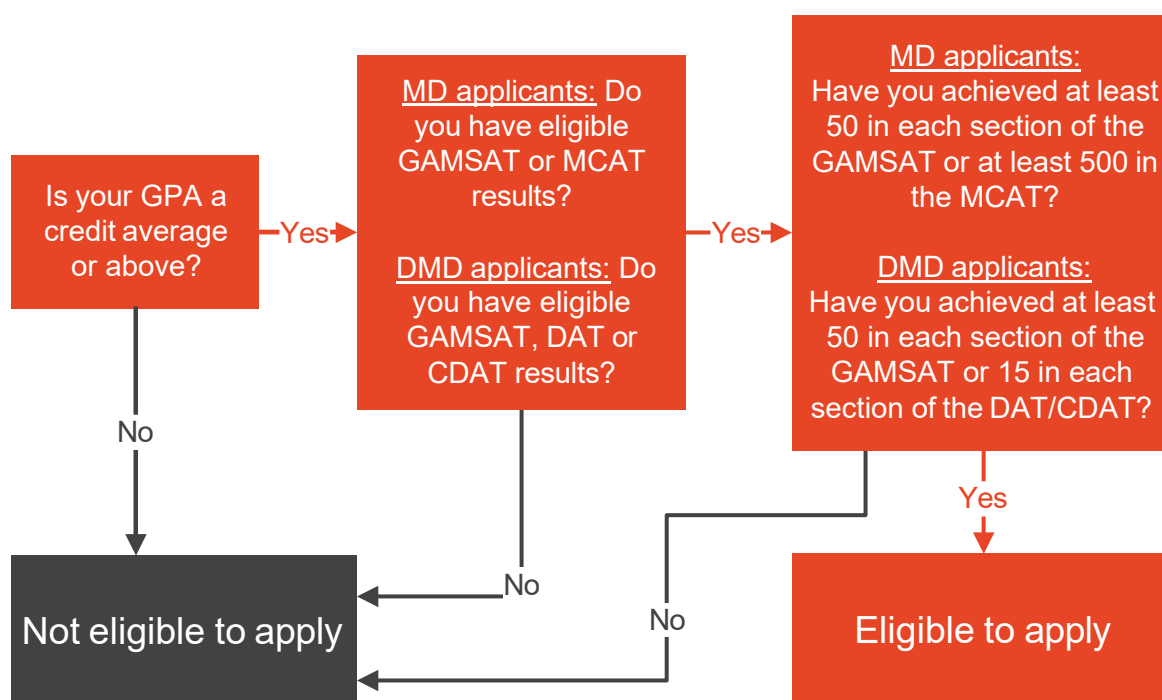 Is your GPA a
credit average
or above?
Yes
No
MD applicants: Do
you have eligible
GAMSAT or MCAT
results?
DMD applicants: Do
you have eligible
GAMSAT, DAT or
CDAT results?
Yes
No
MD applicants:
Have you achieved at least
50 in each section of the
GAMSAT or at least 500 in
the MCAT?
DMD applicants:
Have you achieved at least
50 in each section of the
GAMSAT or 15 in each
section of the DAT/CDAT?
Yes
No
Not eligible to apply
Eligible to apply